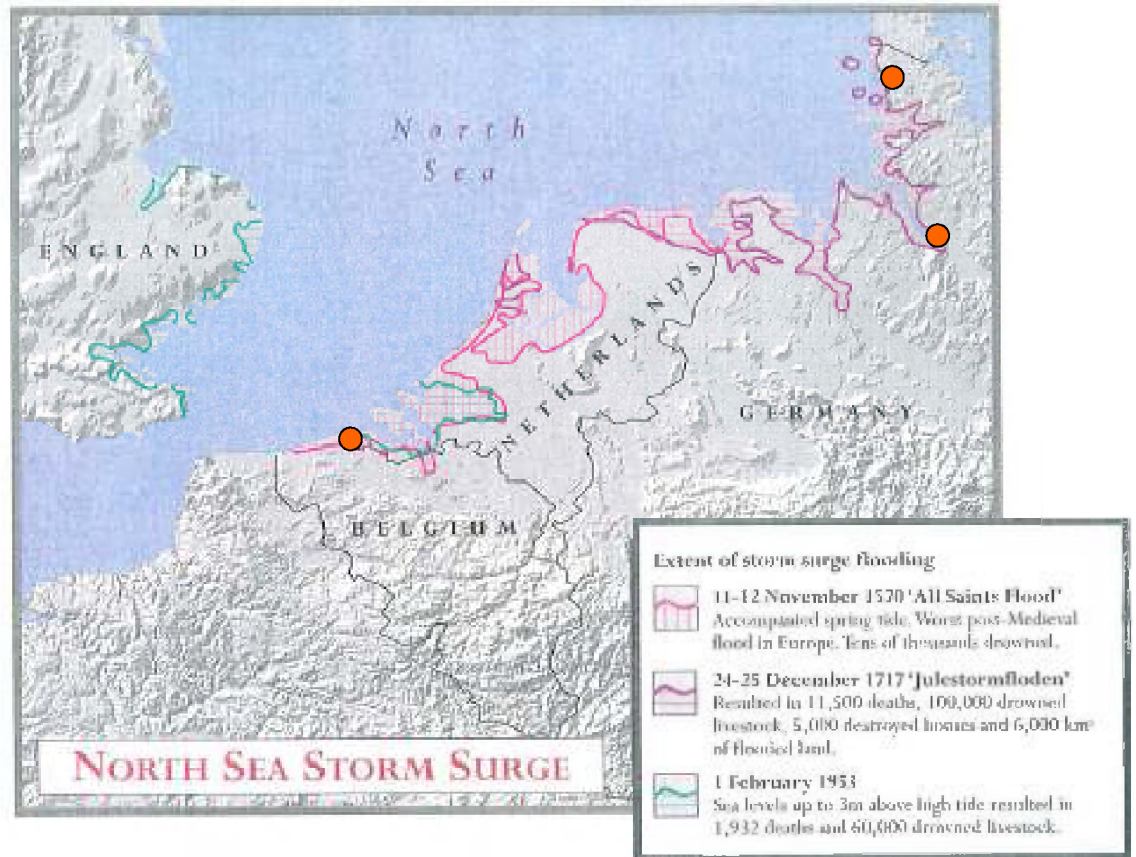 North
Sea
ENGLAND
NETHERLANDS
GERMANY
BELGIUM
NORTH SEA STORM SURGE
Extent of storm surge flooding
11-12 November 1570 'All Saints Flood'
Accompanied spring tide. Worst post-Medieval
flood in Europe. Tens of thousands drowned.
24-25 December 1717 'Julestormfloden'
Resulted in 11,500 deaths, 100,000 drowned
livestock, 5,000 destroyed houses and 6,000 km²
of flooded land.
1 February 1953
Sea levels up to 3m above high tide resulted in
1,932 deaths and 60,000 drowned livestock.